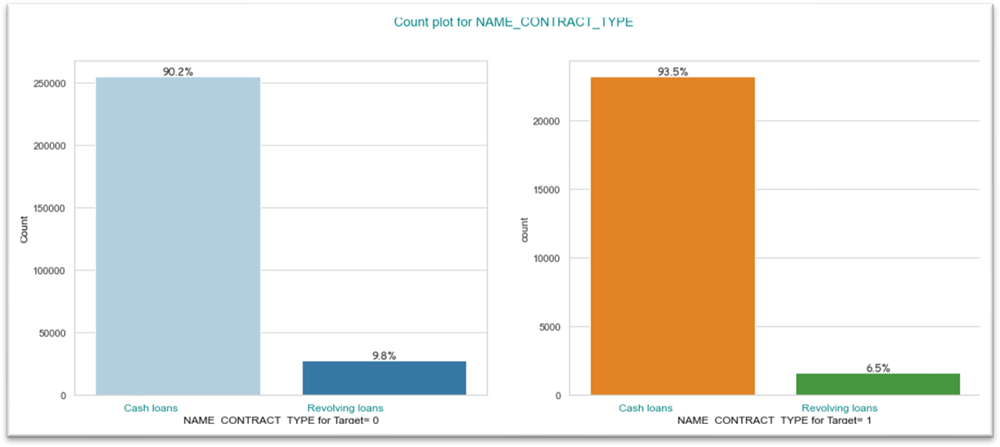 Count plot for NAME_CONTRACT_TYPE
90.2%
9.8%
250000
200000
150000
100000
50000
0
Count
Cash loans
Revolving loans
NAME_CONTRACT_TYPE for Target= 0
93.5%
6.5%
20000
15000
10000
5000
0
count
Cash loans
Revolving loans
NAME_CONTRACT_TYPE for Target= 1